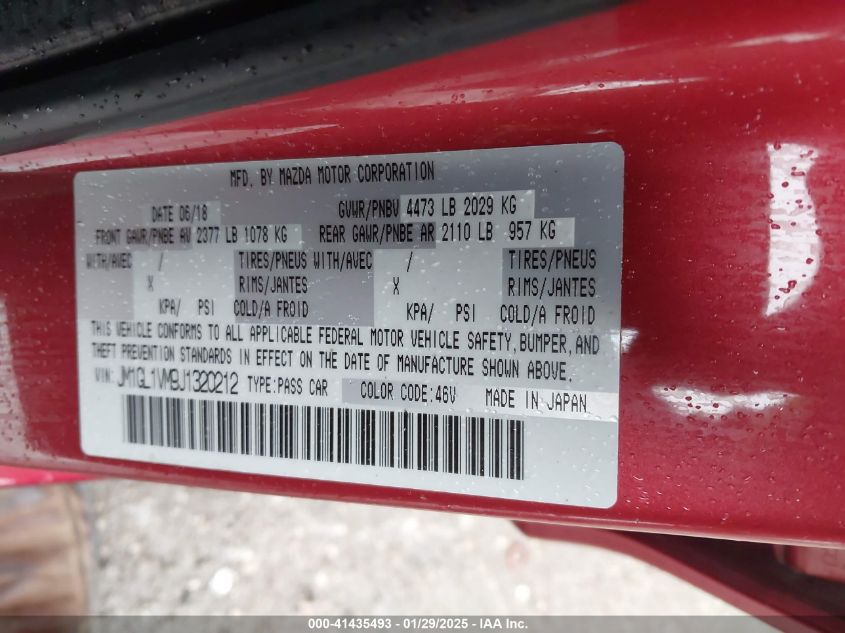 MFD. BY MAZDA MOTOR CORPORATION
DATE 06/18 GVWR/PNBV 4473 LB 2029 KG
FRONT GAWR/PNBE AV 2377 LB 1078 KG REAR GAWR/PNBE AR 2110 LB 957 KG
WITH/AVEC / TIRES/PNEUS WITH/AVEC / TIRES/PNEUS
X RIMS/JANTES X RIMS/JANTES
KPA/ PSI COLD/A FROID KPA/ PSI COLD/A FROID
THIS VEHICLE CONFORMS TO ALL APPLICABLE FEDERAL MOTOR VEHICLE SAFETY, BUMPER, AND
THEFT PREVENTION STANDARDS IN EFFECT ON THE DATE OF MANUFACTURE SHOWN ABOVE.
VIN: JM1GL1VM9J1320212 TYPE:PASS CAR COLOR CODE:46V MADE IN JAPAN
000-41435493 - 01/29/2025 - IAA Inc.